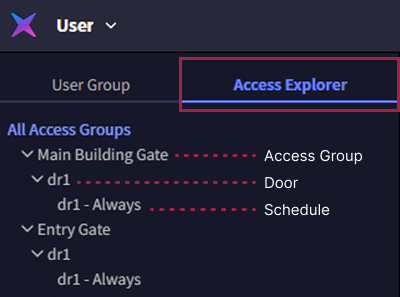 User
User Group Access Explorer
All Access Groups
Main Building Gate Access Group
dr1 Door
dr1 - Always Schedule
Entry Gate
dr1
dr1 - Always